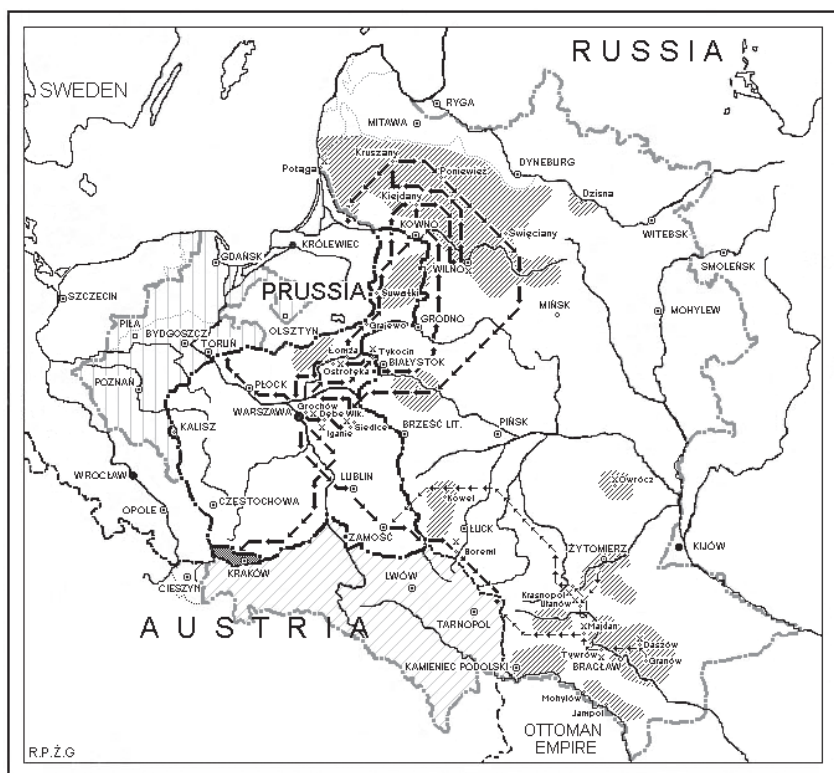 RUSSIA
SWEDEN
RYGA
MITAWA
Kruszany
DYNEBURG
Połąga
Poniewież
Dzisna
Kiejdany
KOWNO
Święciany
WITEBSK
GDAŃSK
KRÓLEWIEC
WILNO
SMOLEŃSK
SZCZECIN
PRUSSIA
Suwałki
MIŃSK
MOHYLEW
PIŁA
BYDGOSZCZ
OLSZTYN
Grajewo
GRODNO
TORUŃ
Łomża
Tykocin
POZNAŃ
Ostrołęka
BIAŁYSTOK
PŁOCK
WARSZAWA
Grochów
Dębe Wlk.
KALISZ
Iganie
Siedlce
BRZEŚĆ LIT.
PIŃSK
WROCŁAW
LUBLIN
Owrócz
OPOLE
CZĘSTOCHOWA
Kowel
ZAMOŚĆ
ŁUCK
Boreml
ŻYTOMIERZ
KIJÓW
KRAKÓW
CIESZYN
LWÓW
Krasnopol
Ułanów
AUSTRIA
TARNOPOL
Majdan
Daszów
Tywrów
Granów
KAMIENIEC PODOLSKI
BRACŁAW
Mohylów
Jampol
OTTOMAN
EMPIRE
R.P.Ż.G